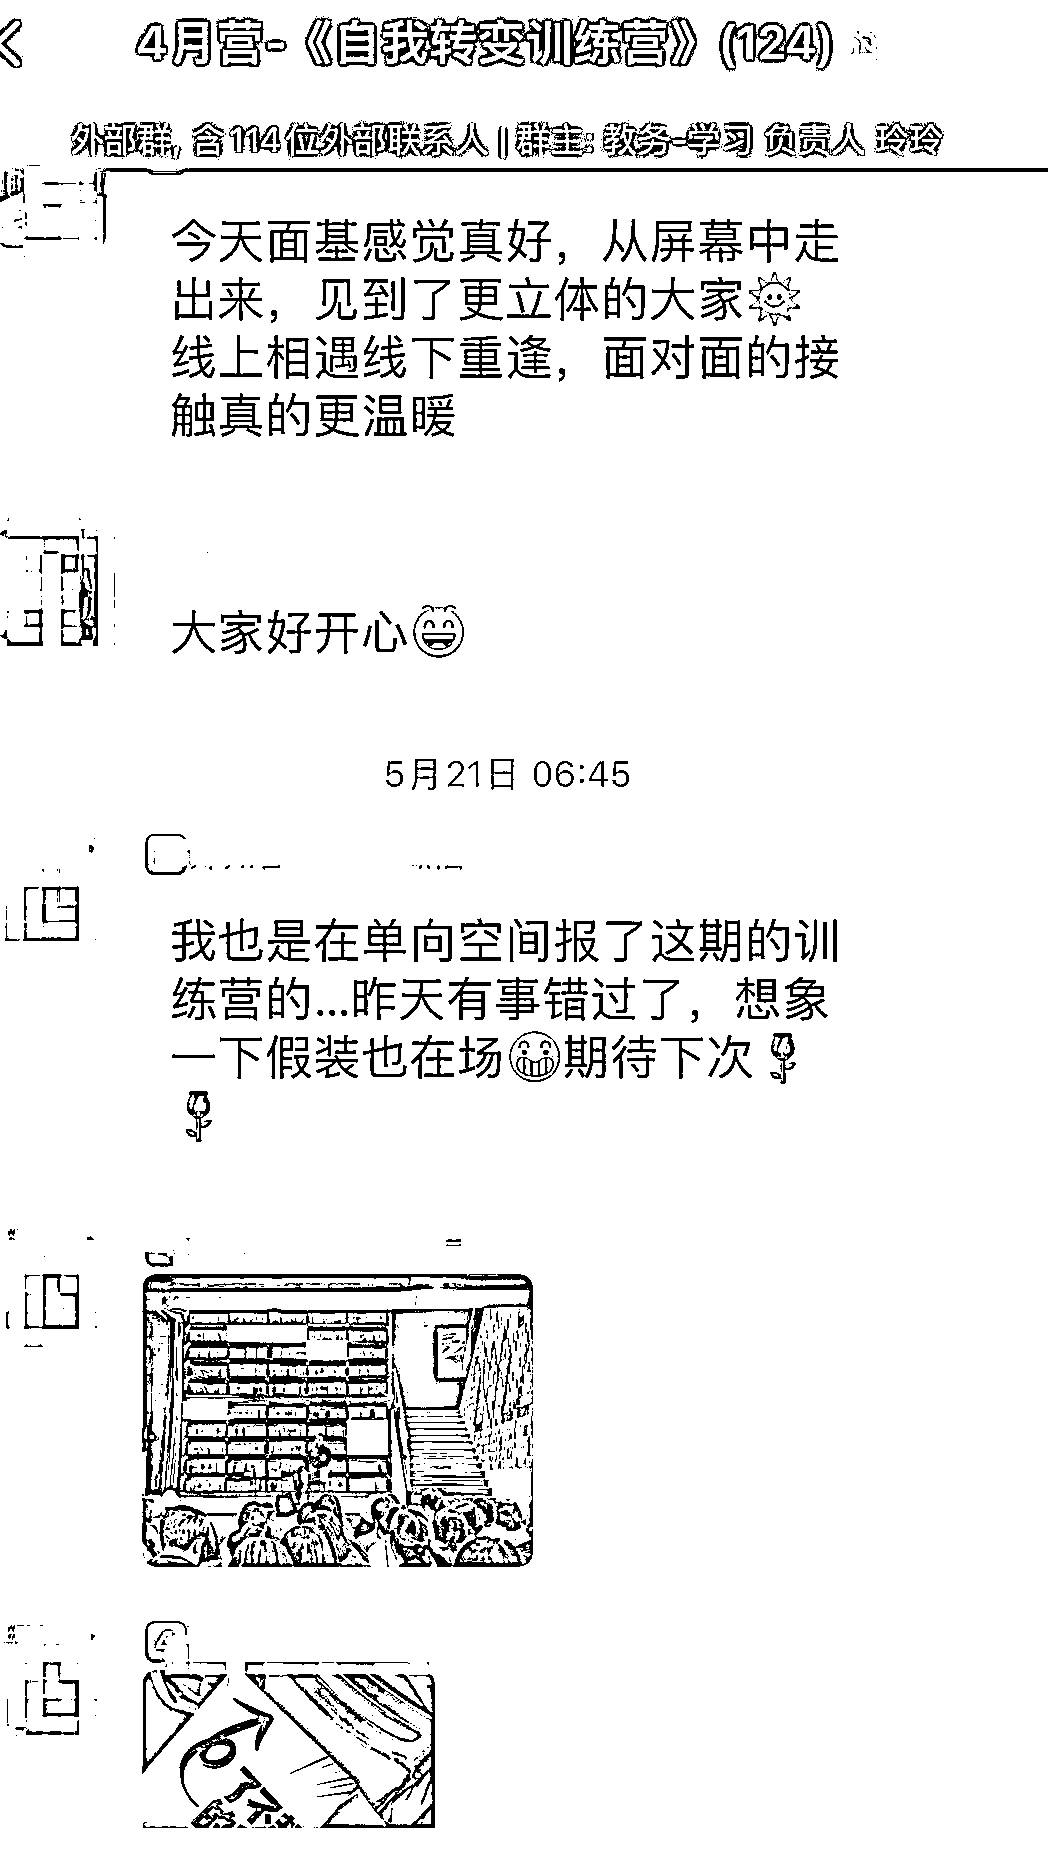 4月营-《自我转变训练营》(124)
外部群, 含114位外部联系人 | 群主: 教务-学习 负责人 玲玲
今天面基感觉真好，从屏幕中走
出来，见到了更立体的大家
线上相遇线下重逢，面对面的接
触真的更温暖
大家好开心
5月21日 06:45
我也是在单向空间报了这期的训
练营的...昨天有事错过了，想象
一下假装也在场期待下次